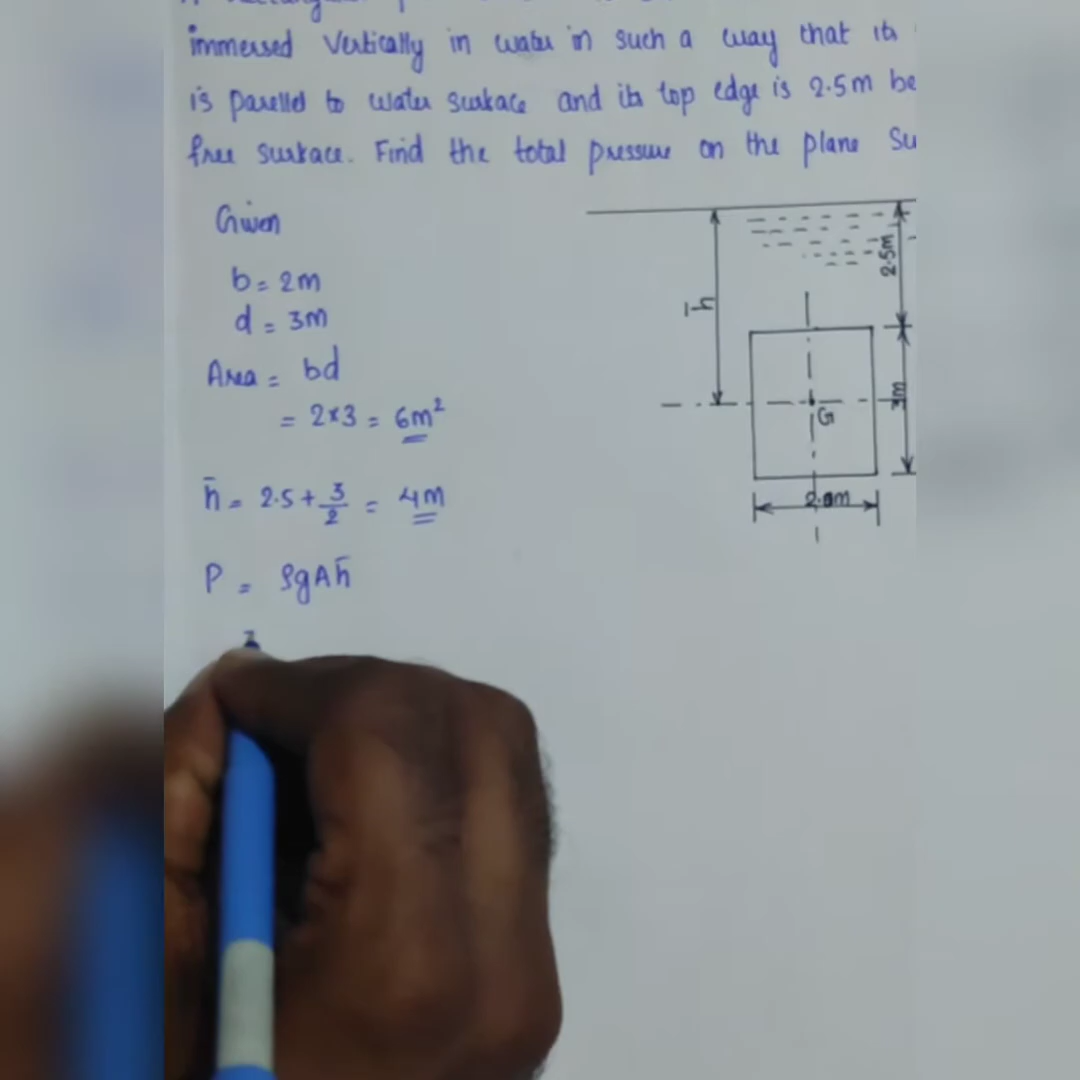 immersed Vertically in water in such a way that its
is parellel to water surface and its top edge is 2.5m be
free surface. Find the total pressure on the plane Su
Given
b = 2m
d = 3m
Area = bd
= 2×3 = 6m²
h̄ = 2.5 + 3/2 = 4m
P = ρgAh̄
h̄
2.5m
3m
G
2.0m